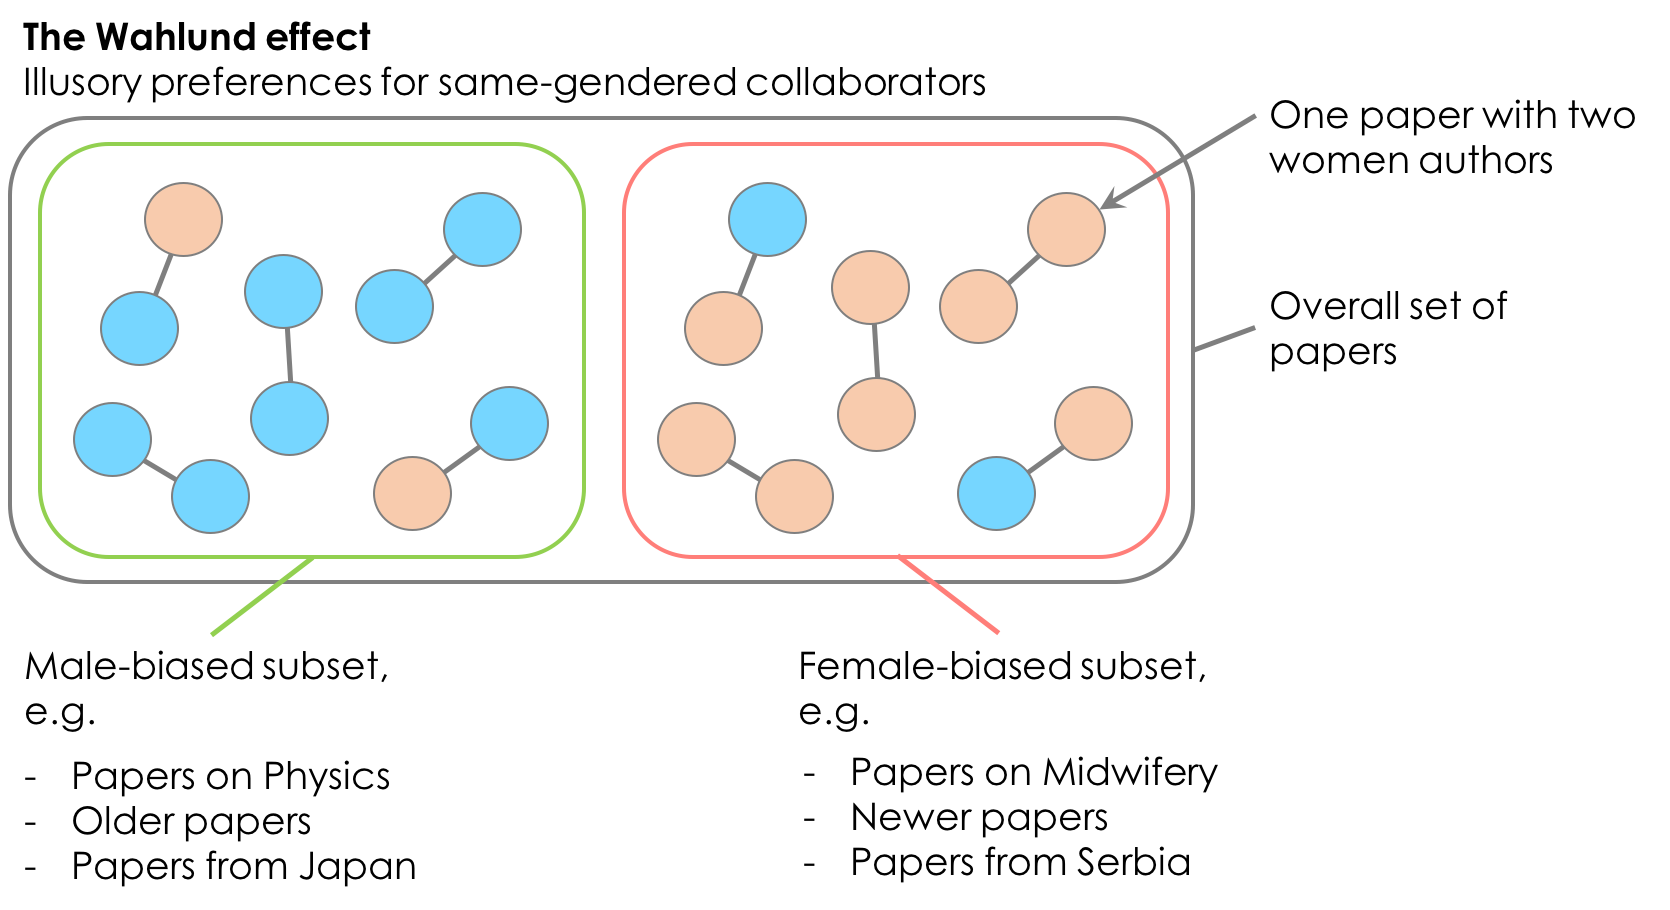 The Wahlund effect
Illusory preferences for same-gendered collaborators
One paper with two
women authors
Overall set of
papers
Male-biased subset,
e.g.
- Papers on Physics
- Older papers
- Papers from Japan
Female-biased subset,
e.g.
- Papers on Midwifery
- Newer papers
- Papers from Serbia